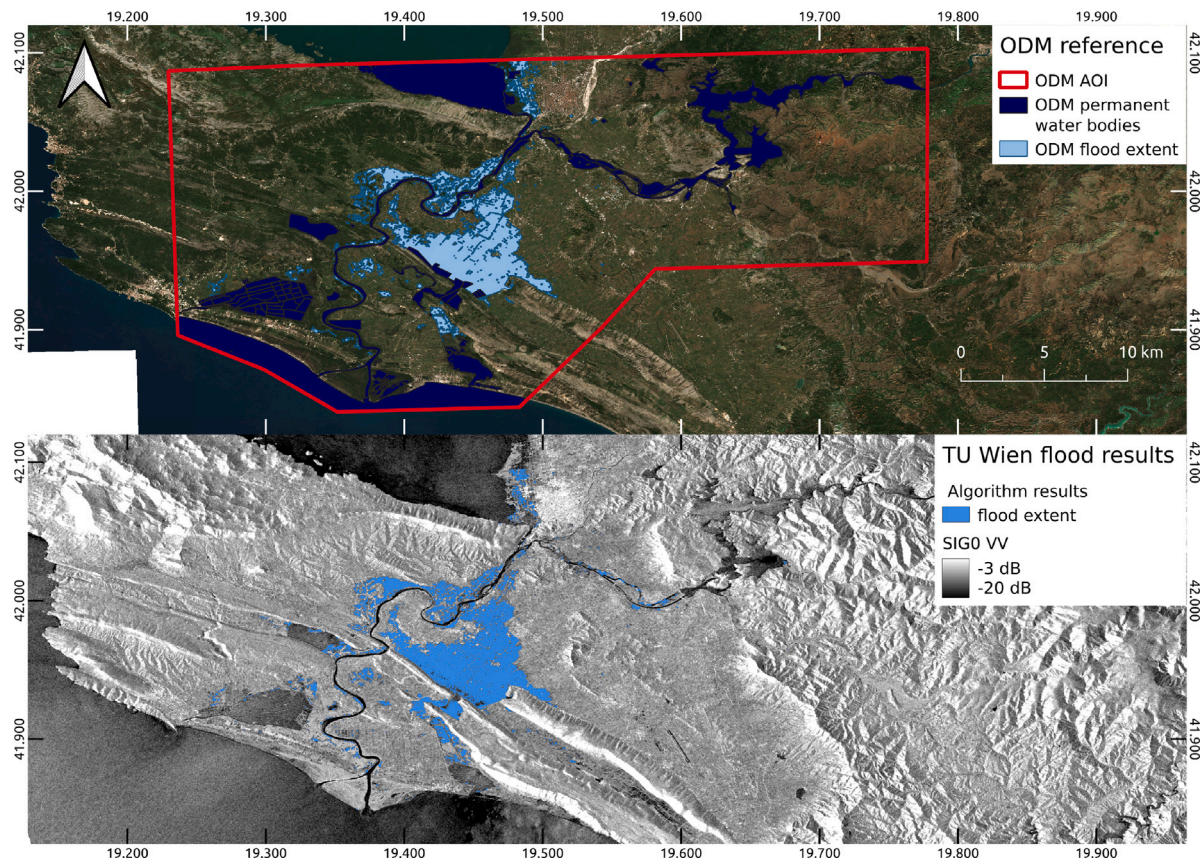 19.200 19.300 19.400 19.500 19.600 19.700 19.800 19.900
42.100 42.100
42.000 42.000
41.900 41.900
ODM reference
ODM AOI
ODM permanent
water bodies
ODM flood extent
0 5 10 km
42.100 42.100
42.000 42.000
41.900 41.900
TU Wien flood results
Algorithm results
flood extent
SIG0 VV
-3 dB
-20 dB
19.200 19.300 19.400 19.500 19.600 19.700 19.800 19.900